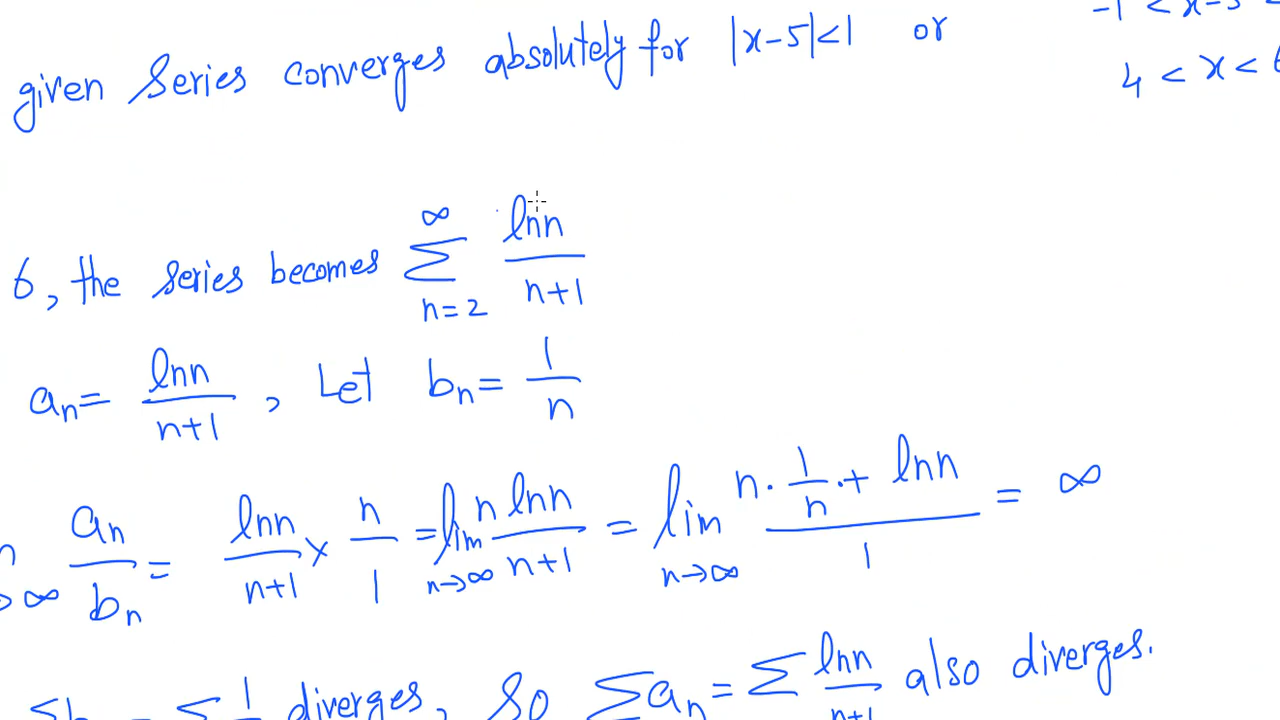 given series converges absolutely for |x-5|<1 or
4 < x <
6, the series becomes ∑_{n=2}^{∞} lnn/(n+1)
a_n = lnn/(n+1), Let b_n = 1/n
a_n/b_n = lnn/(n+1) × n/1 = lim_{n→∞} n lnn/(n+1) = lim_{n→∞} (n·1/n·+ lnn)/1 = ∞
diverges, So ∑a_n = ∑ lnn/(n+1) also diverges.